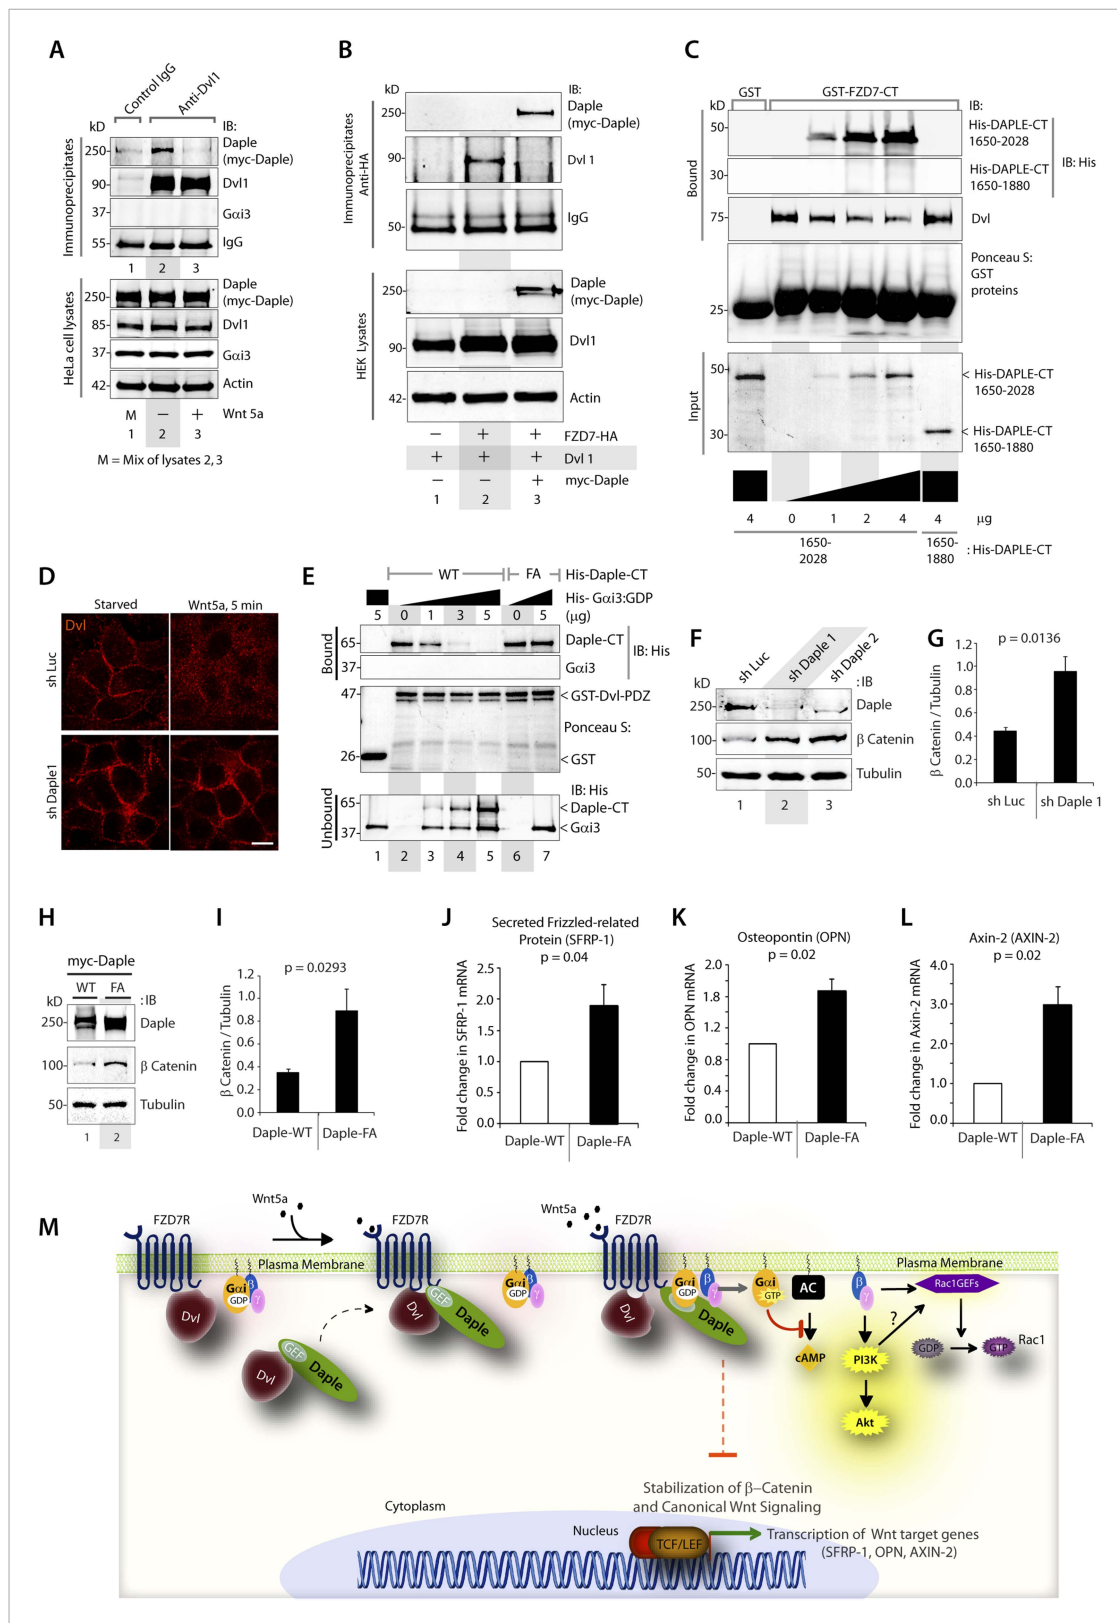 A
Control IgG
Anti-Dvl1
kD
IB:
250
Daple
(myc-Daple)
90
Dvl1
37
Gαi3
55
IgG
Immunoprecipitates
1 2 3
250
Daple
(myc-Daple)
85
Dvl1
37
Gαi3
42
Actin
HeLa cell lysates
M − + Wnt 5a
1 2 3
M = Mix of lysates 2, 3
B
kD
IB:
250
Daple
(myc-Daple)
90
Dvl 1
50
IgG
Immunoprecipitates
Anti-HA
250
Daple
(myc-Daple)
90
Dvl1
42
Actin
HEK Lysates
− + + FZD7-HA
+ + + Dvl 1
− − + myc-Daple
1 2 3
C
GST
GST-FZD7-CT
kD
IB:
50
His-DAPLE-CT
1650-2028
30
His-DAPLE-CT
1650-1880
IB: His
75
Dvl
Bound
25
Ponceau S:
GST
proteins
50
< His-DAPLE-CT
1650-2028
30
< His-DAPLE-CT
1650-1880
Input
4 0 1 2 4 4 μg
1650-
2028
1650-
1880
: His-DAPLE-CT
D
Starved
Wnt5a, 5 min
Dvl
sh Luc
sh Daple1
E
WT
FA
His-Daple-CT
His- Gαi3:GDP
5 0 1 3 5 0 5 (μg)
Bound
65
Daple-CT
37
Gαi3
IB: His
47
< GST-Dvl-PDZ
Ponceau S:
26
< GST
IB: His
65
< Daple-CT
37
< Gαi3
Unbound
1 2 3 4 5 6 7
F
sh Luc
sh Daple 1
sh Daple 2
kD
: IB
250
Daple
100
β Catenin
50
Tubulin
1 2 3
G
p = 0.0136
β Catenin / Tubulin
1.2
1.0
0.8
0.6
0.4
0.2
0.0
sh Luc
sh Daple 1
H
myc-Daple
WT FA
kD
: IB
250
Daple
100
β Catenin
50
Tubulin
1 2
I
p = 0.0293
β Catenin / Tubulin
1.2
1.0
0.8
0.6
0.4
0.2
0.0
Daple-WT
Daple-FA
J
Secreted Frizzled-related
Protein (SFRP-1)
p = 0.04
Fold change in SFRP-1 mRNA
2.5
2.0
1.5
1.0
0.5
0.0
Daple-WT
Daple-FA
K
Osteopontin (OPN)
p = 0.02
Fold change in OPN mRNA
2.0
1.6
1.2
0.8
0.4
0.0
Daple-WT
Daple-FA
L
Axin-2 (AXIN-2)
p = 0.02
Fold change in Axin-2 mRNA
4.0
3.0
2.0
1.0
0.0
Daple-WT
Daple-FA
M
Wnt5a
FZD7R
FZD7R
Wnt5a
FZD7R
Plasma Membrane
Plasma Membrane
Dvl
Gαi
GDP
β
γ
Dvl
GEF
Daple
Dvl
GEF
Daple
Gαi
GDP
β
γ
Dvl
Gαi
GDP
β
γ
Daple
Gαi
GTP
AC
cAMP
β
γ
?
PI3K
Akt
Rac1GEFs
GDP
GTP
Rac1
Stabilization of β–Catenin
and Canonical Wnt Signaling
Cytoplasm
Nucleus
TCF/LEF
Transcription of Wnt target genes
(SFRP-1, OPN, AXIN-2)